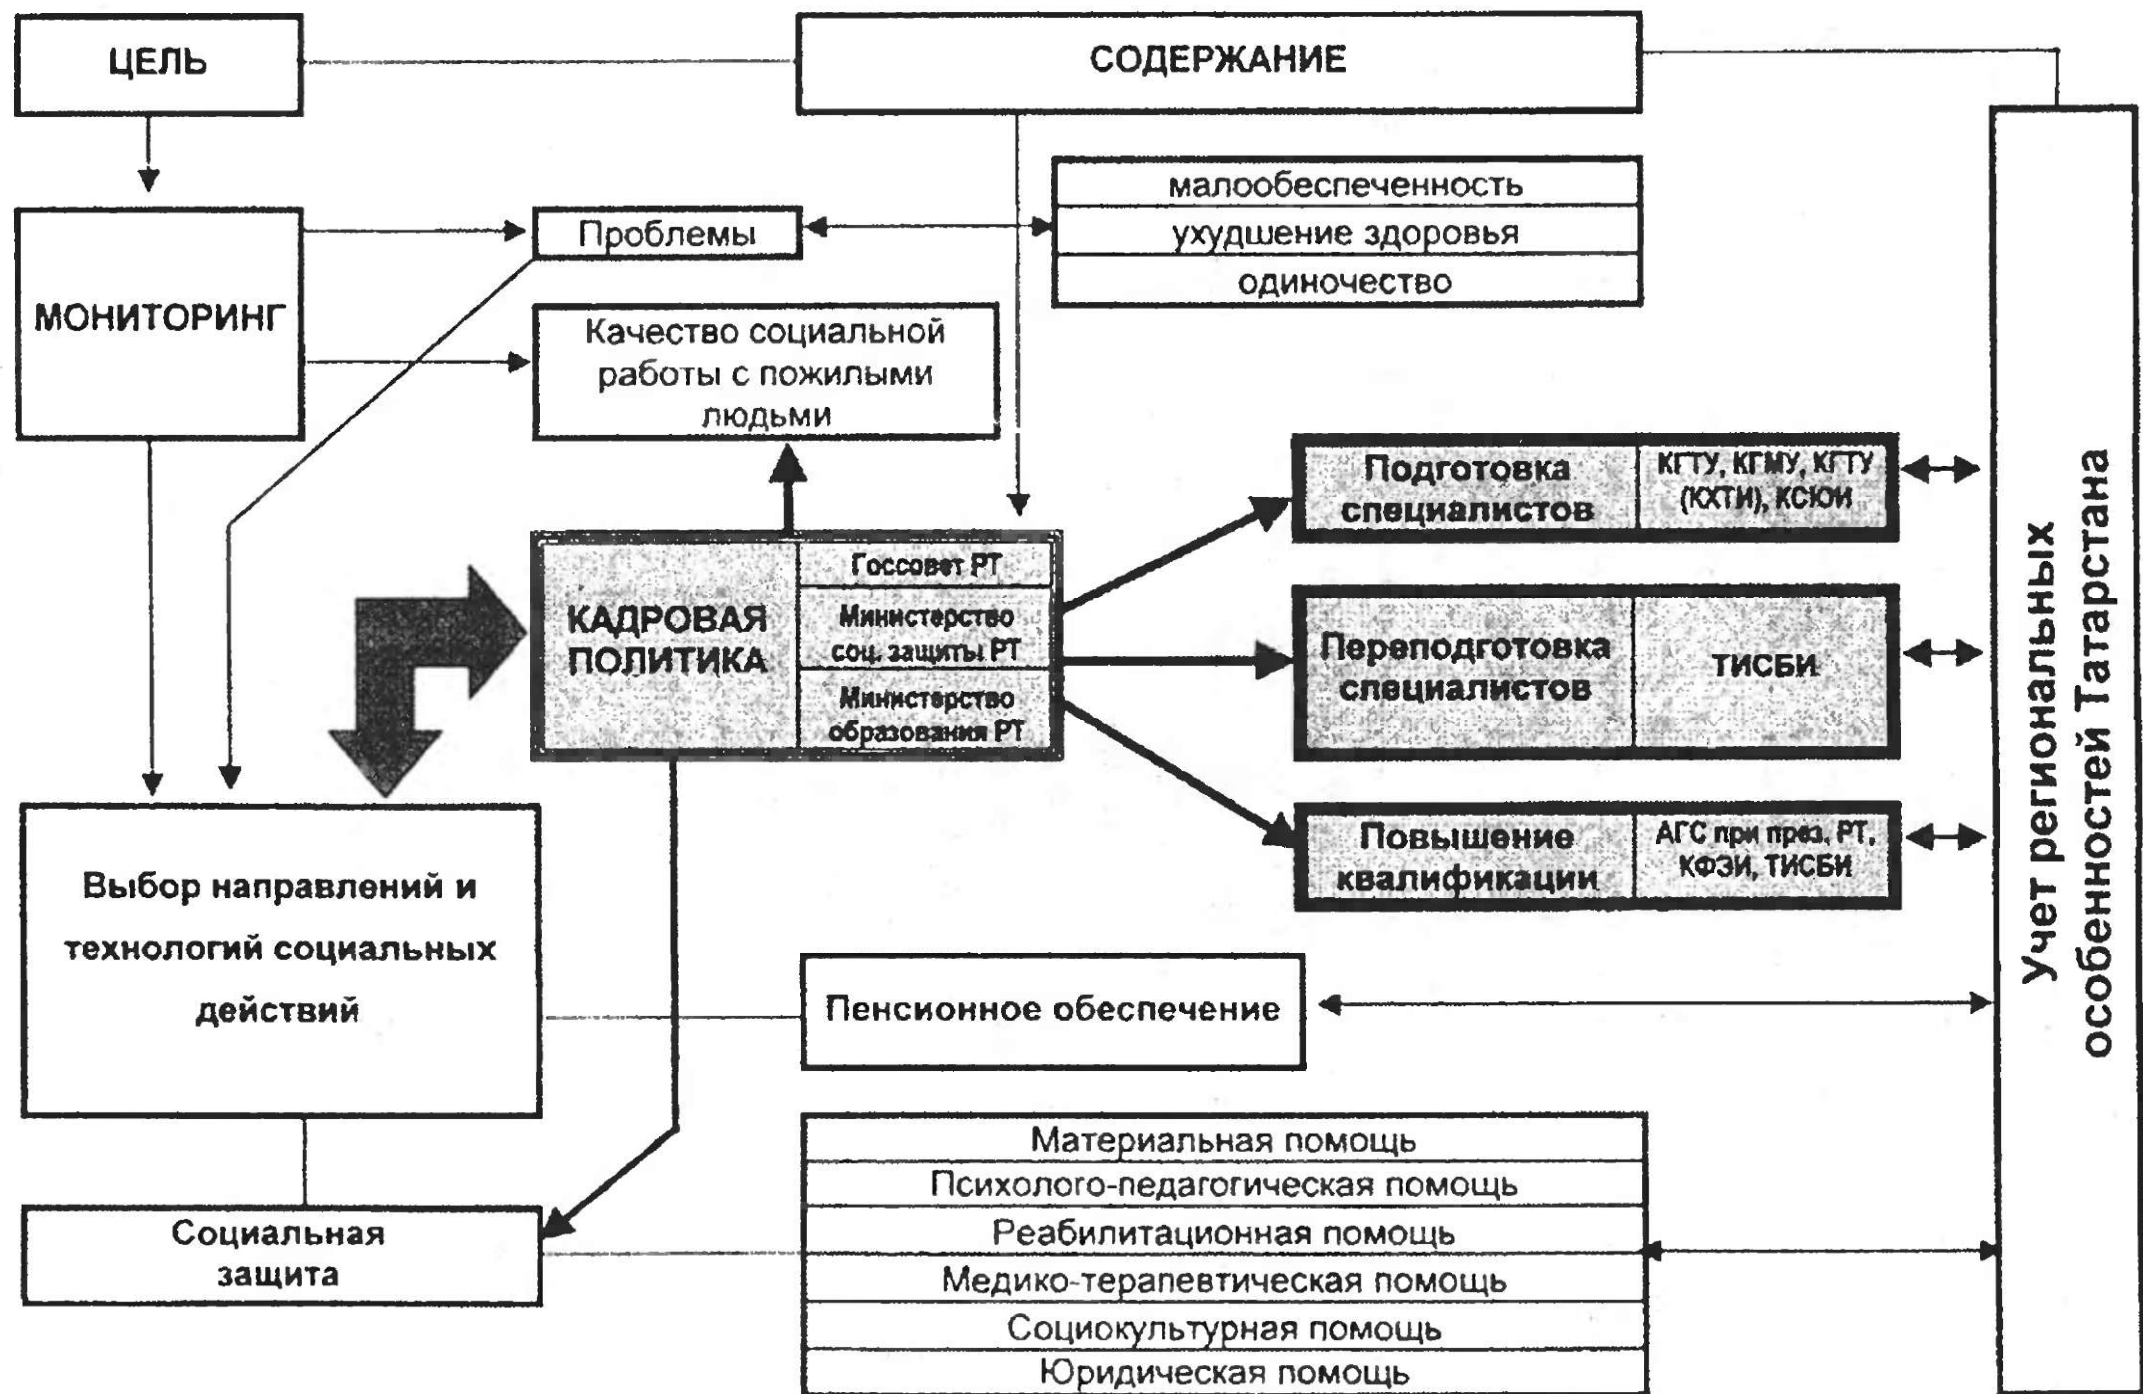 ЦЕЛЬ
СОДЕРЖАНИЕ
МОНИТОРИНГ
Проблемы
малообеспеченность
ухудшение здоровья
одиночество
Качество социальной
работы с пожилыми
людьми
КАДРОВАЯ
ПОЛИТИКА
Госсовет РТ
Министерство
соц. защиты РТ
Министерство
образования РТ
Подготовка
специалистов
КГТУ, КГМУ, КГТУ
(КХТИ), КСЮИ
Переподготовка
специалистов
ТИСБИ
Повышение
квалификации
АГС при през. РТ,
КФЗИ, ТИСБИ
Учет региональных
особенностей Татарстана
Выбор направлений и
технологий социальных
действий
Пенсионное обеспечение
Социальная
защита
Материальная помощь
Психолого-педагогическая помощь
Реабилитационная помощь
Медико-терапевтическая помощь
Социокультурная помощь
Юридическая помощь